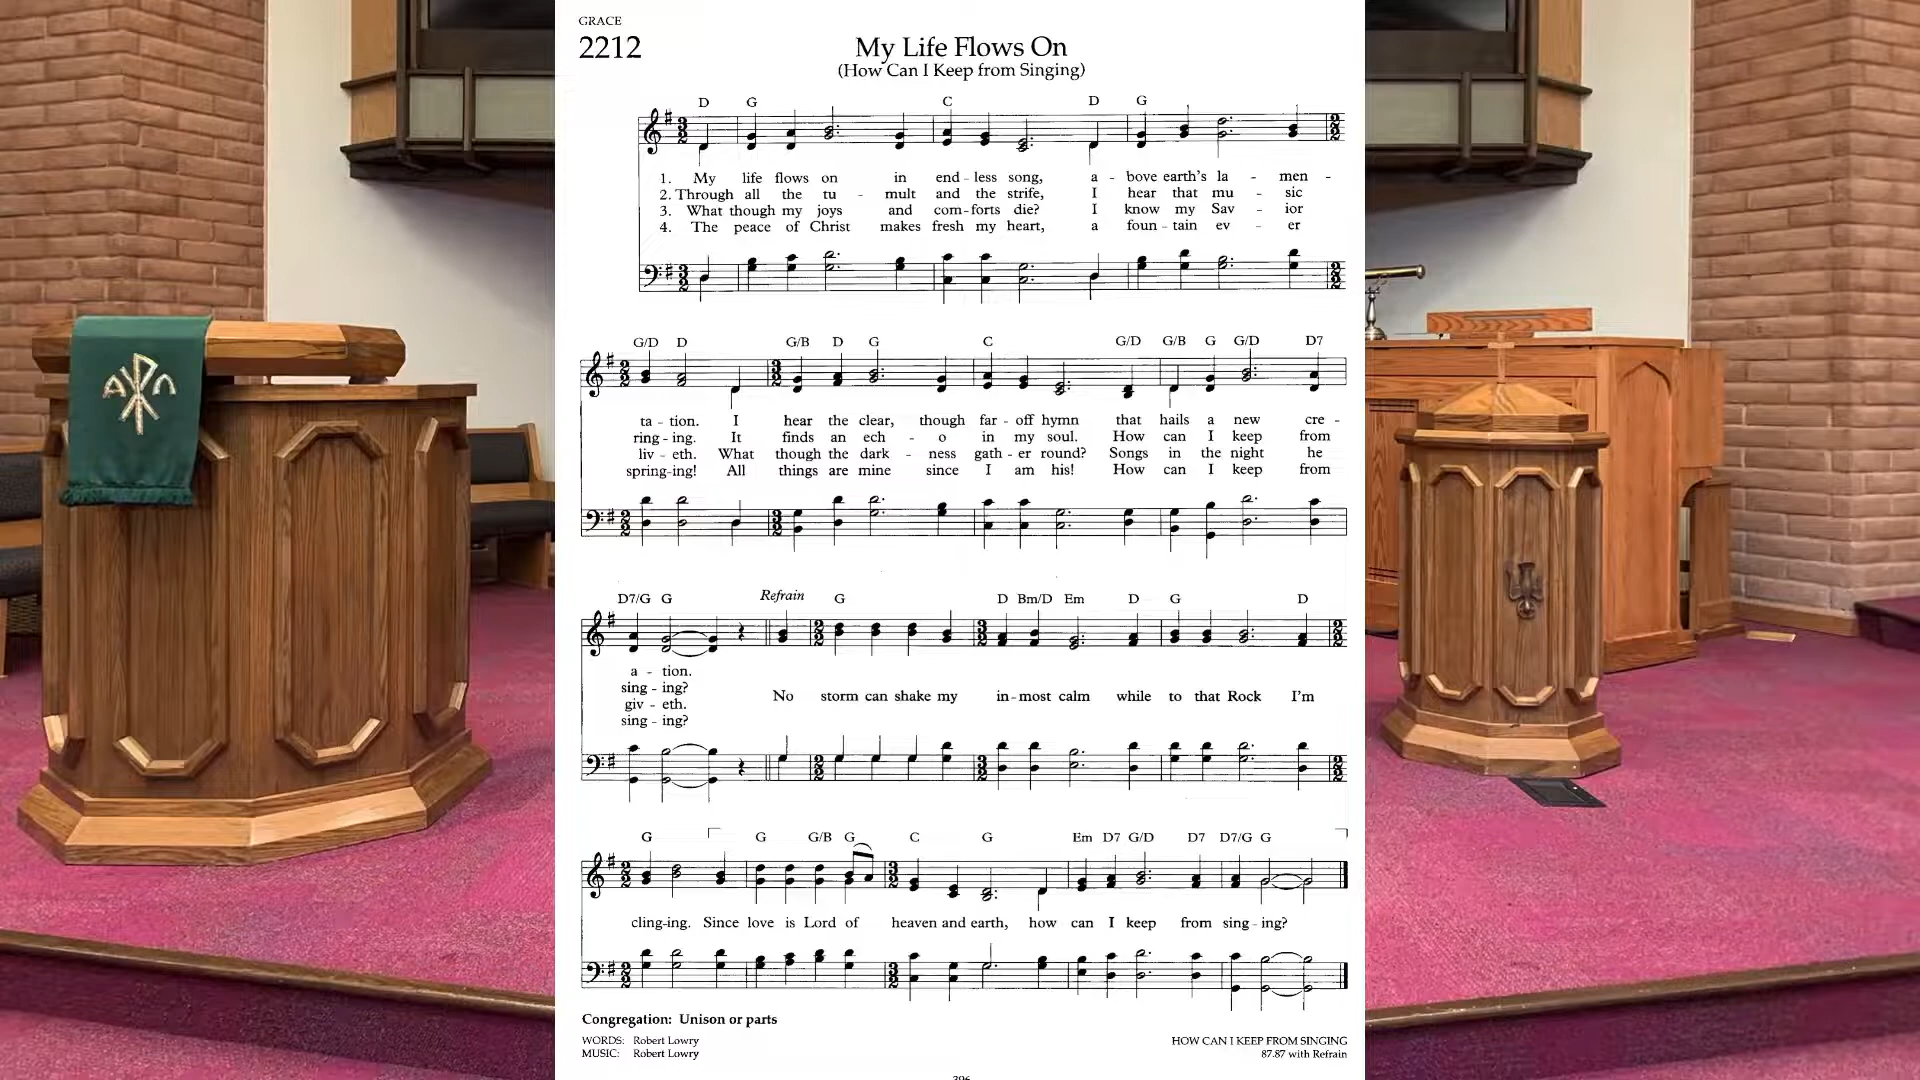 GRACE
2212
My Life Flows On
(How Can I Keep from Singing)
D G C D G
1. My life flows on in end - less song, a - bove earth's la - men -
2. Through all the tu - mult and the strife, I hear that mu - sic
3. What though my joys and com - forts die? I know my Sav - ior
4. The peace of Christ makes fresh my heart, a foun - tain ev - er
G/D D G/B D G C G/D G/B G G/D D7
ta - tion. I hear the clear, though far - off hymn that hails a new cre -
ring - ing. It finds an ech - o in my soul. How can I keep from
liv - eth. What though the dark - ness gath - er round? Songs in the night he
spring-ing! All things are mine since I am his! How can I keep from
D7/G G Refrain G D Bm/D Em D G D
a - tion.
sing - ing?
giv - eth.
sing - ing?
No storm can shake my in - most calm while to that Rock I'm
G G G/B G C G Em D7 G/D D7 D7/G G
cling-ing. Since love is Lord of heaven and earth, how can I keep from sing - ing?
Congregation: Unison or parts
WORDS: Robert Lowry
MUSIC: Robert Lowry
HOW CAN I KEEP FROM SINGING
87.87 with Refrain